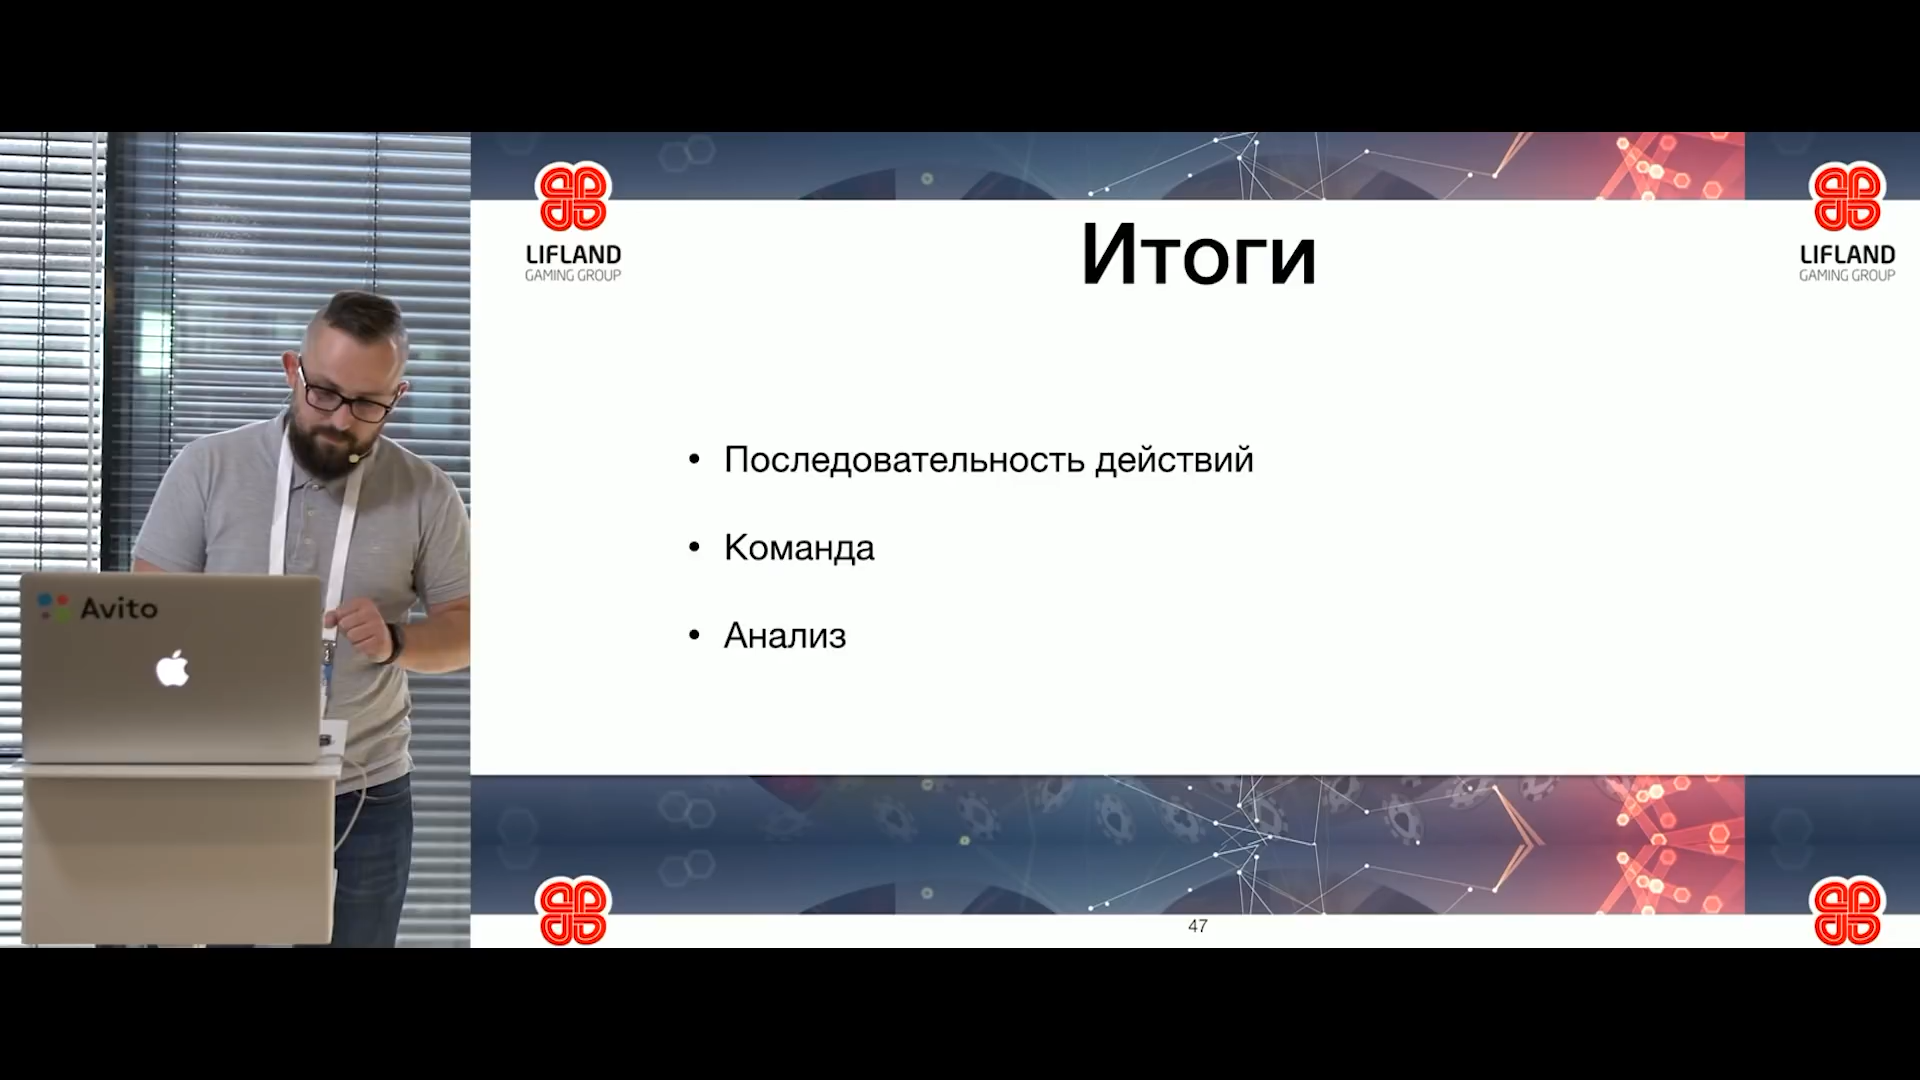 LIFLAND
GAMING GROUP
LIFLAND
GAMING GROUP
Итоги
• Последовательность действий
• Команда
• Анализ
Avito
47